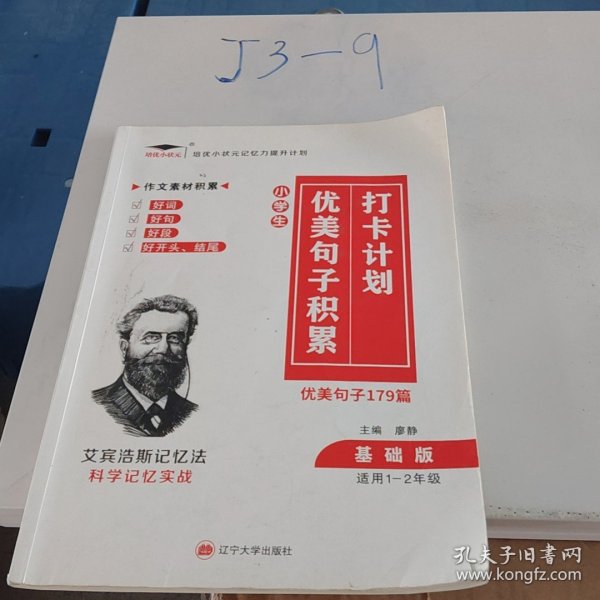 J3-9
培优小状元
培优小状元记忆力提升计划
作文素材积累
好词
好句
好段
好开头、结尾
小学生
打卡计划
优美句子积累
优美句子179篇
主编 廖静
基础版
适用1-2年级
艾宾浩斯记忆法
科学记忆实战
辽宁大学出版社
孔夫子旧书网
www.kongfz.com